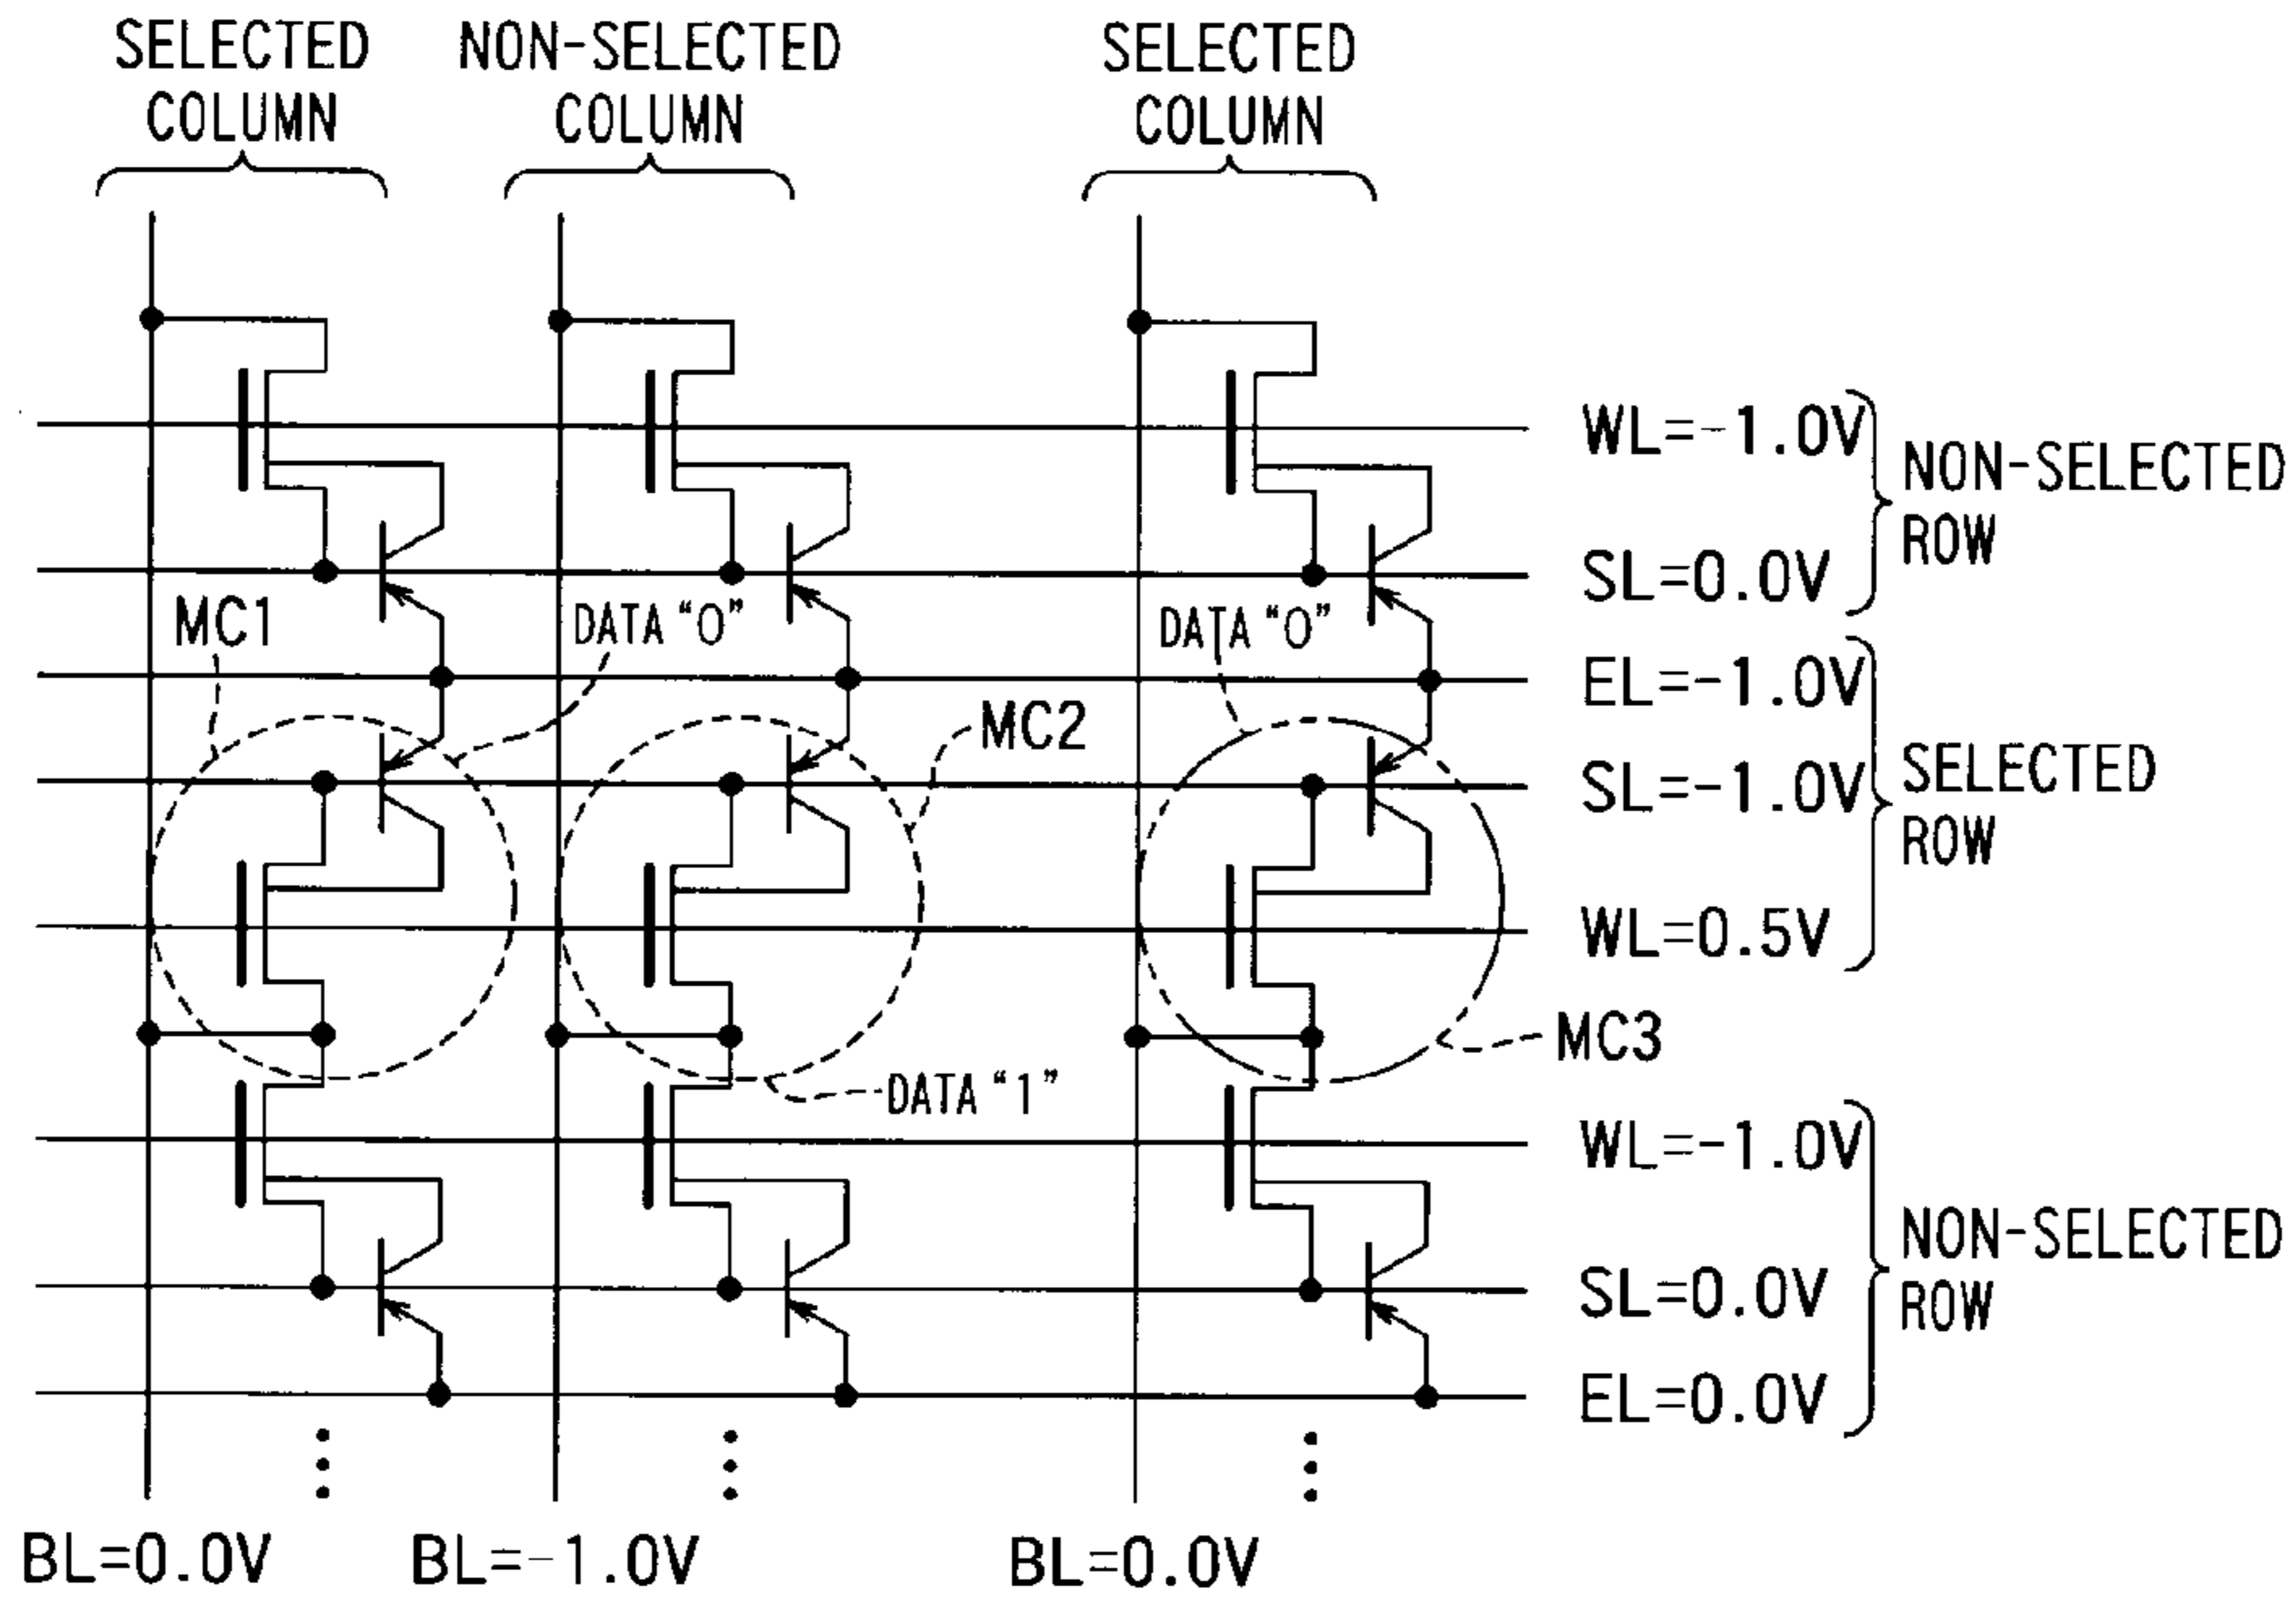 SELECTED
COLUMN
NON-SELECTED
COLUMN
SELECTED
COLUMN
WL=-1.0V
SL=0.0V
NON-SELECTED
ROW
MC1
DATA "0"
DATA "0"
EL=-1.0V
SL=-1.0V
WL=0.5V
SELECTED
ROW
MC2
MC3
DATA "1"
WL=-1.0V
SL=0.0V
EL=0.0V
NON-SELECTED
ROW
BL=0.0V
BL=-1.0V
BL=0.0V